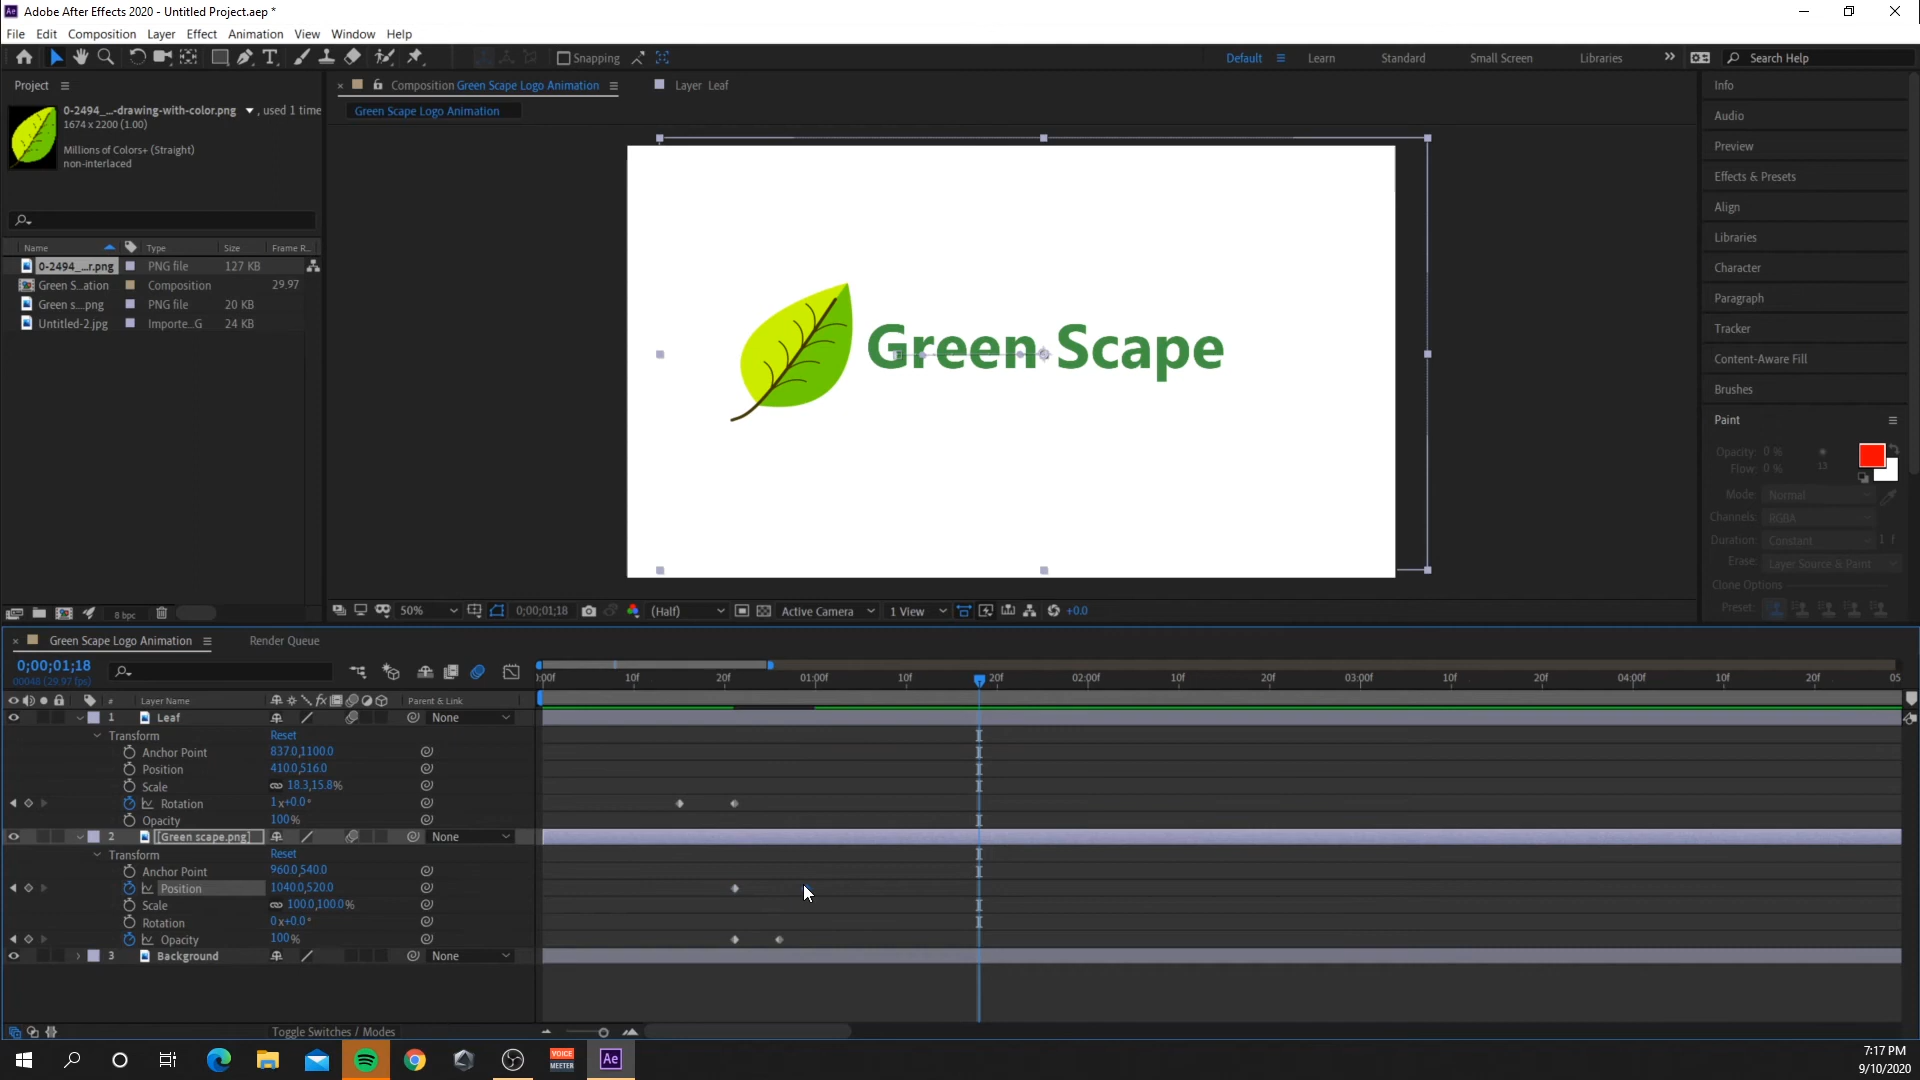 Adobe After Effects 2020 - Untitled Project.aep *
File Edit Composition Layer Effect Animation View Window Help
Snapping
Default Learn Standard Small Screen Libraries Search Help
Project
0-2494_...-drawing-with-color.png , used 1 time
1674 x 2200 (1.00)
Millions of Colors+ (Straight)
non-interlaced
Name Type Size Frame R...
0-2494_...r.png PNG file 127 KB
Green S...ation Composition 29.97
Green s....png PNG file 20 KB
Untitled-2.jpg Importe...G 24 KB
8 bpc
Composition Green Scape Logo Animation
Layer Leaf
Green Scape Logo Animation
Green Scape
50% 0;00;01;18 (Half) Active Camera 1 View +0.0
Info
Audio
Preview
Effects & Presets
Align
Libraries
Character
Paragraph
Tracker
Content-Aware Fill
Brushes
Paint
Opacity: 0 %
Flow: 0 % 13
Mode: Normal
Channels: RGBA
Duration: Constant 1 f
Erase: Layer Source & Paint
Clone Options
Preset:
Green Scape Logo Animation Render Queue
0;00;01;18
00048 (29.97 fps)
):00f 10f 20f 01:00f 10f 20f 02:00f 10f 20f 03:00f 10f 20f 04:00f 10f 20f 05
# Layer Name Parent & Link
1 Leaf None
Transform Reset
Anchor Point 837.0,1100.0
Position 410.0,516.0
Scale 18.3,15.8%
Rotation 1x+0.0°
Opacity 100%
2 [Green scape.png] None
Transform Reset
Anchor Point 960.0,540.0
Position 1040.0,520.0
Scale 100.0,100.0%
Rotation 0x+0.0°
Opacity 100%
3 Background None
Toggle Switches / Modes
VOICE
MEETER
Ae
7:17 PM
9/10/2020